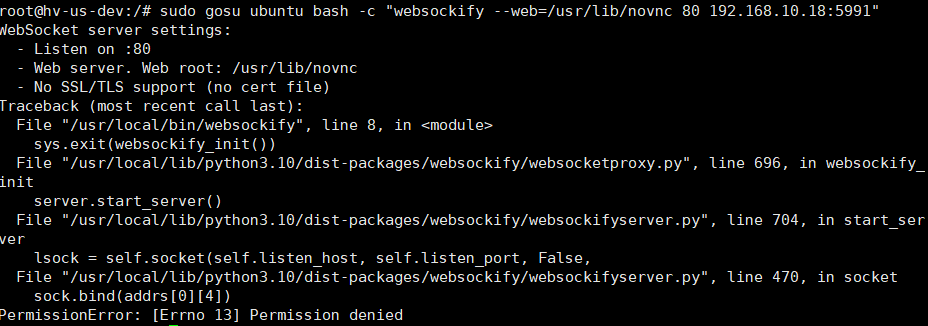 root@hv-us-dev:/# sudo gosu ubuntu bash -c "websockify --web=/usr/lib/novnc 80 192.168.10.18:5991"
WebSocket server settings:
  - Listen on :80
  - Web server. Web root: /usr/lib/novnc
  - No SSL/TLS support (no cert file)
Traceback (most recent call last):
  File "/usr/local/bin/websockify", line 8, in <module>
    sys.exit(websockify_init())
  File "/usr/local/lib/python3.10/dist-packages/websockify/websocketproxy.py", line 696, in websockify_
init
    server.start_server()
  File "/usr/local/lib/python3.10/dist-packages/websockify/websockifyserver.py", line 704, in start_ser
ver
    lsock = self.socket(self.listen_host, self.listen_port, False,
  File "/usr/local/lib/python3.10/dist-packages/websockify/websockifyserver.py", line 470, in socket
    sock.bind(addrs[0][4])
PermissionError: [Errno 13] Permission denied